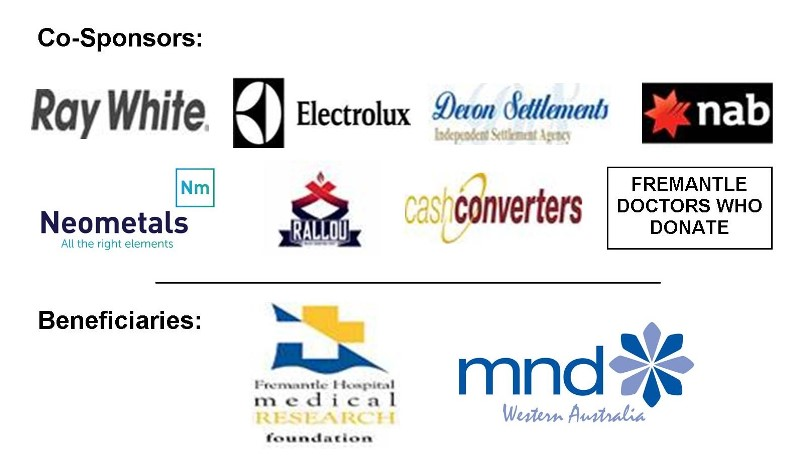 Co-Sponsors:
Ray White
Electrolux
Devon Settlements
Independent Settlement Agency
nab
Nm
Neometals
All the right elements
RALLOU
cashconverters
FREMANTLE
DOCTORS WHO
DONATE
Beneficiaries:
Fremantle Hospital
medical
RESEARCH
foundation
mnd
Western Australia